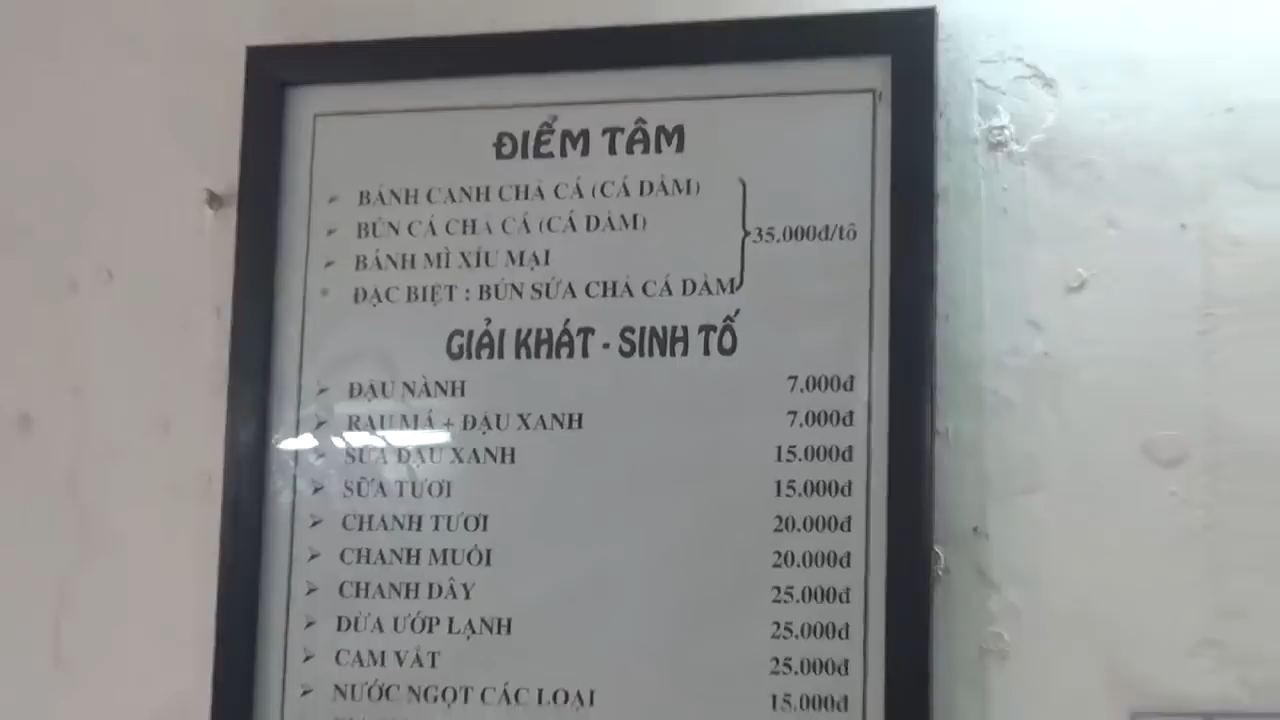 ĐIỂM TÂM
BÁNH CANH CHẢ CÁ (CÁ DẦM)
BÚN CÁ CHẢ CÁ (CÁ DẦM)
BÁNH MÌ XÍU MẠI
ĐẶC BIỆT : BÚN SỨA CHẢ CÁ DẦM
35.000đ/tô
GIẢI KHÁT - SINH TỐ
ĐẬU NÀNH 7.000đ
RAU MÁ + ĐẬU XANH 7.000đ
SỮA ĐẬU XANH 15.000đ
SỮA TƯƠI 15.000đ
CHANH TƯƠI 20.000đ
CHANH MUỐI 20.000đ
CHANH DÂY 25.000đ
DỪA ƯỚP LẠNH 25.000đ
CAM VẮT 25.000đ
NƯỚC NGỌT CÁC LOẠI 15.000đ